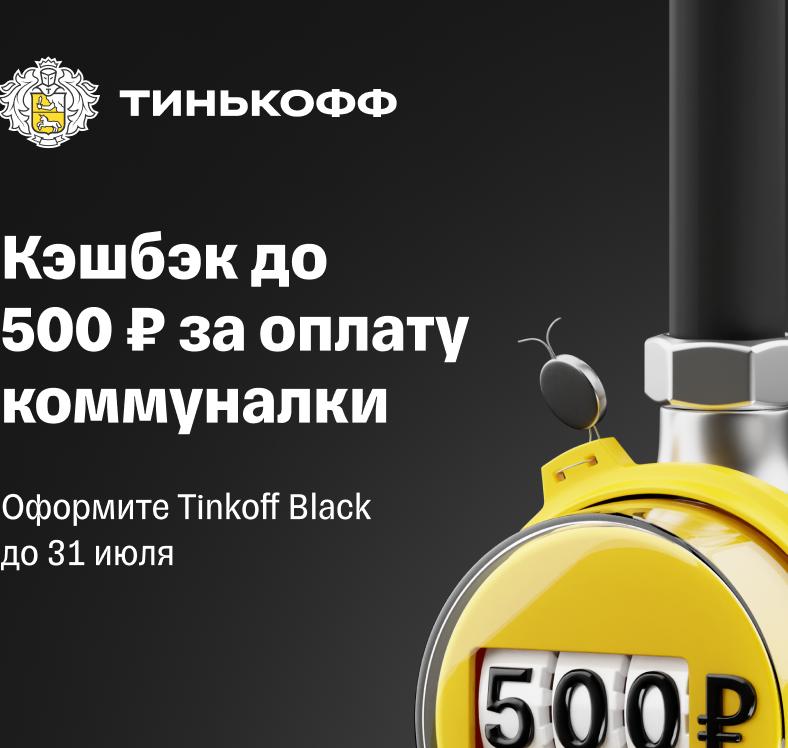 ТИНЬКОФФ
Кэшбэк до
500 ₽ за оплату
коммуналки
Оформите Tinkoff Black
до 31 июля
500 ₽